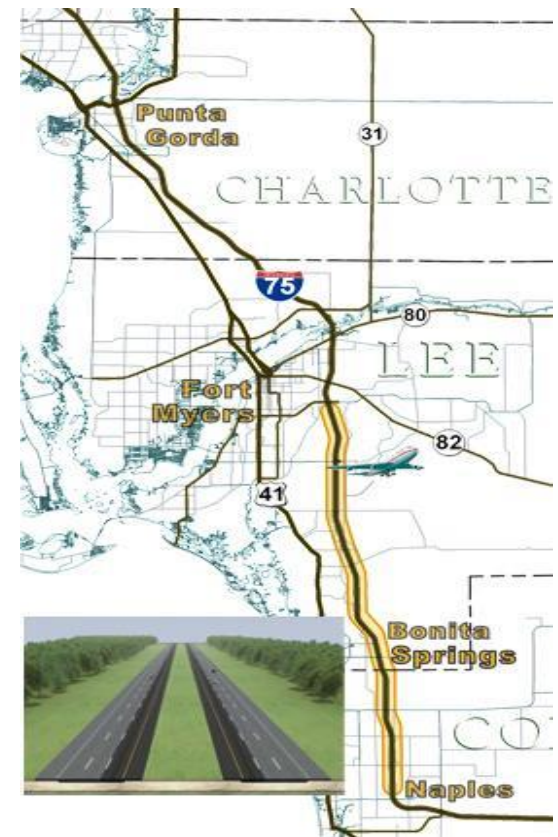 Punta
Gorda
31
CHARLOTTE
75
80
LEE
Fort
Myers
82
41
Bonita
Springs
CO
Naples